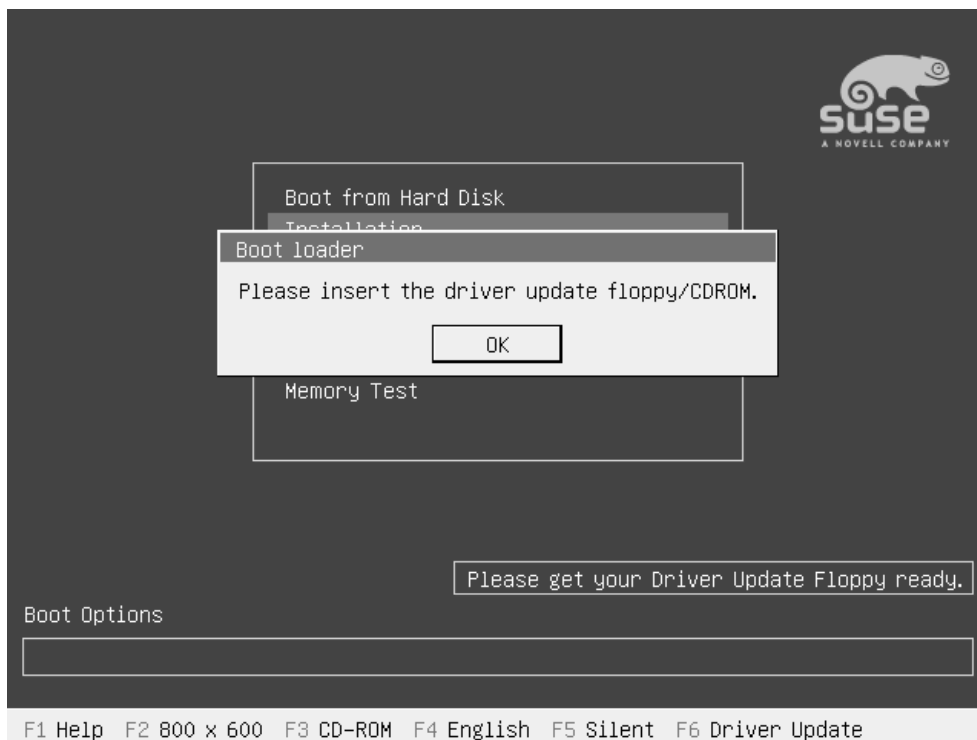 suse
A NOVELL COMPANY
Boot from Hard Disk
Installation
Boot loader
Please insert the driver update floppy/CDROM.
OK
Memory Test
Please get your Driver Update Floppy ready.
Boot Options
F1 Help F2 800 x 600 F3 CD-ROM F4 English F5 Silent F6 Driver Update